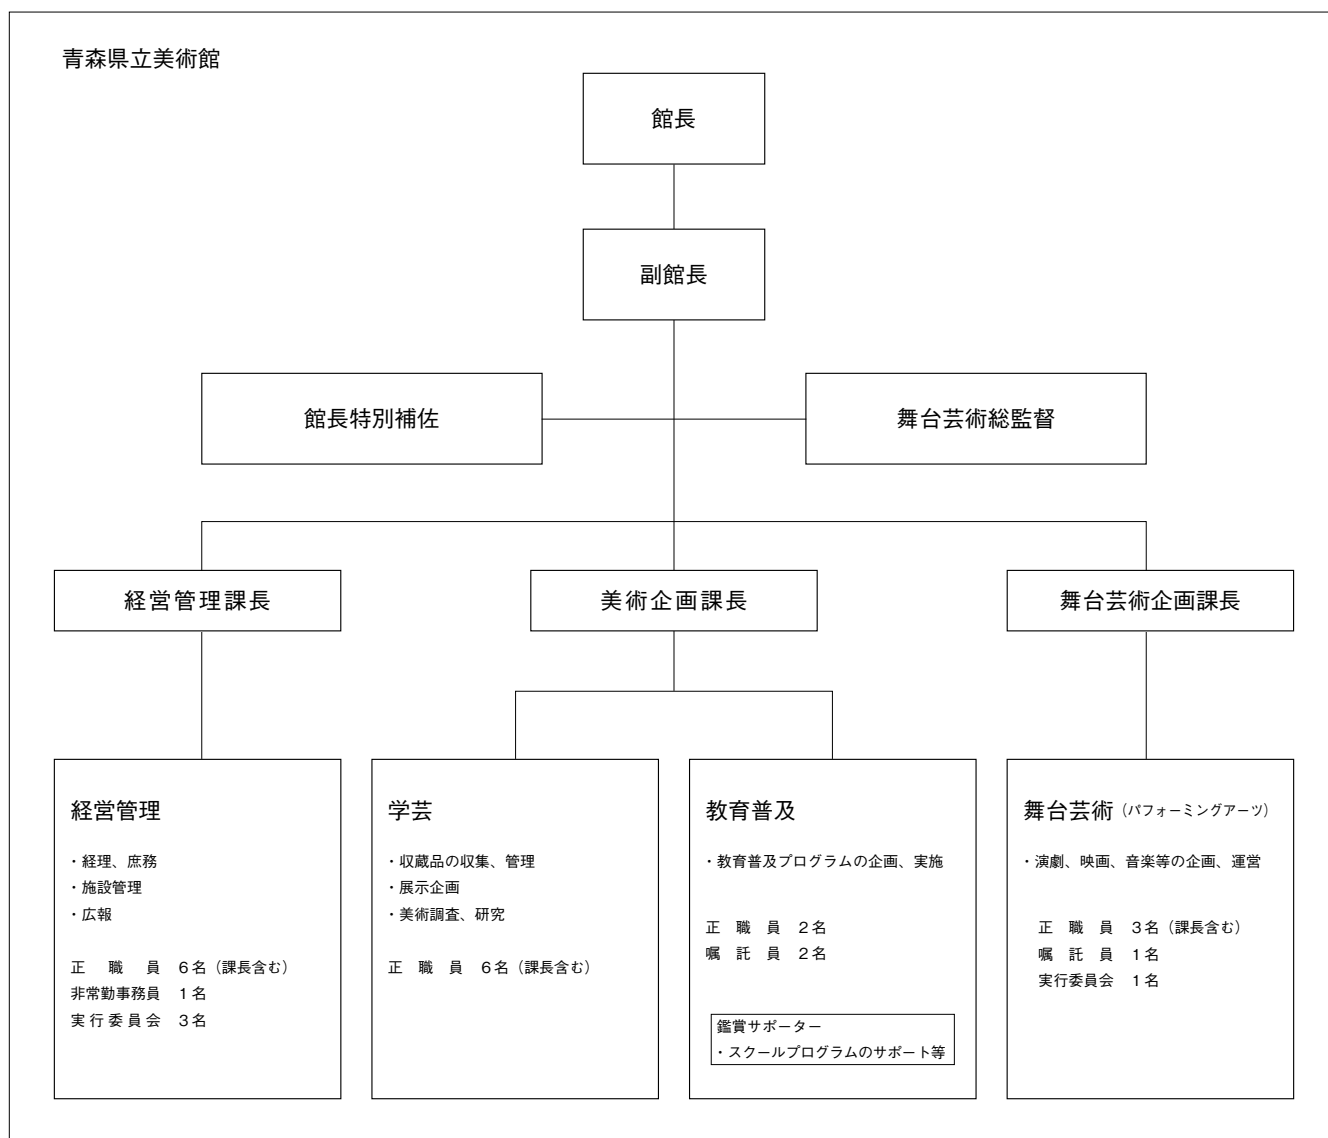 青森県立美術館
館長
副館長
館長特別補佐
舞台芸術総監督
経営管理課長
美術企画課長
舞台芸術企画課長
経営管理
・経理、庶務
・施設管理
・広報
正職員 6名（課長含む）
非常勤事務員 1名
実行委員会 3名
学芸
・収蔵品の収集、管理
・展示企画
・美術調査、研究
正職員 6名（課長含む）
教育普及
・教育普及プログラムの企画、実施
正職員 2名
嘱託員 2名
鑑賞サポーター
・スクールプログラムのサポート等
舞台芸術（パフォーミングアーツ）
・演劇、映画、音楽等の企画、運営
正職員 3名（課長含む）
嘱託員 1名
実行委員会 1名